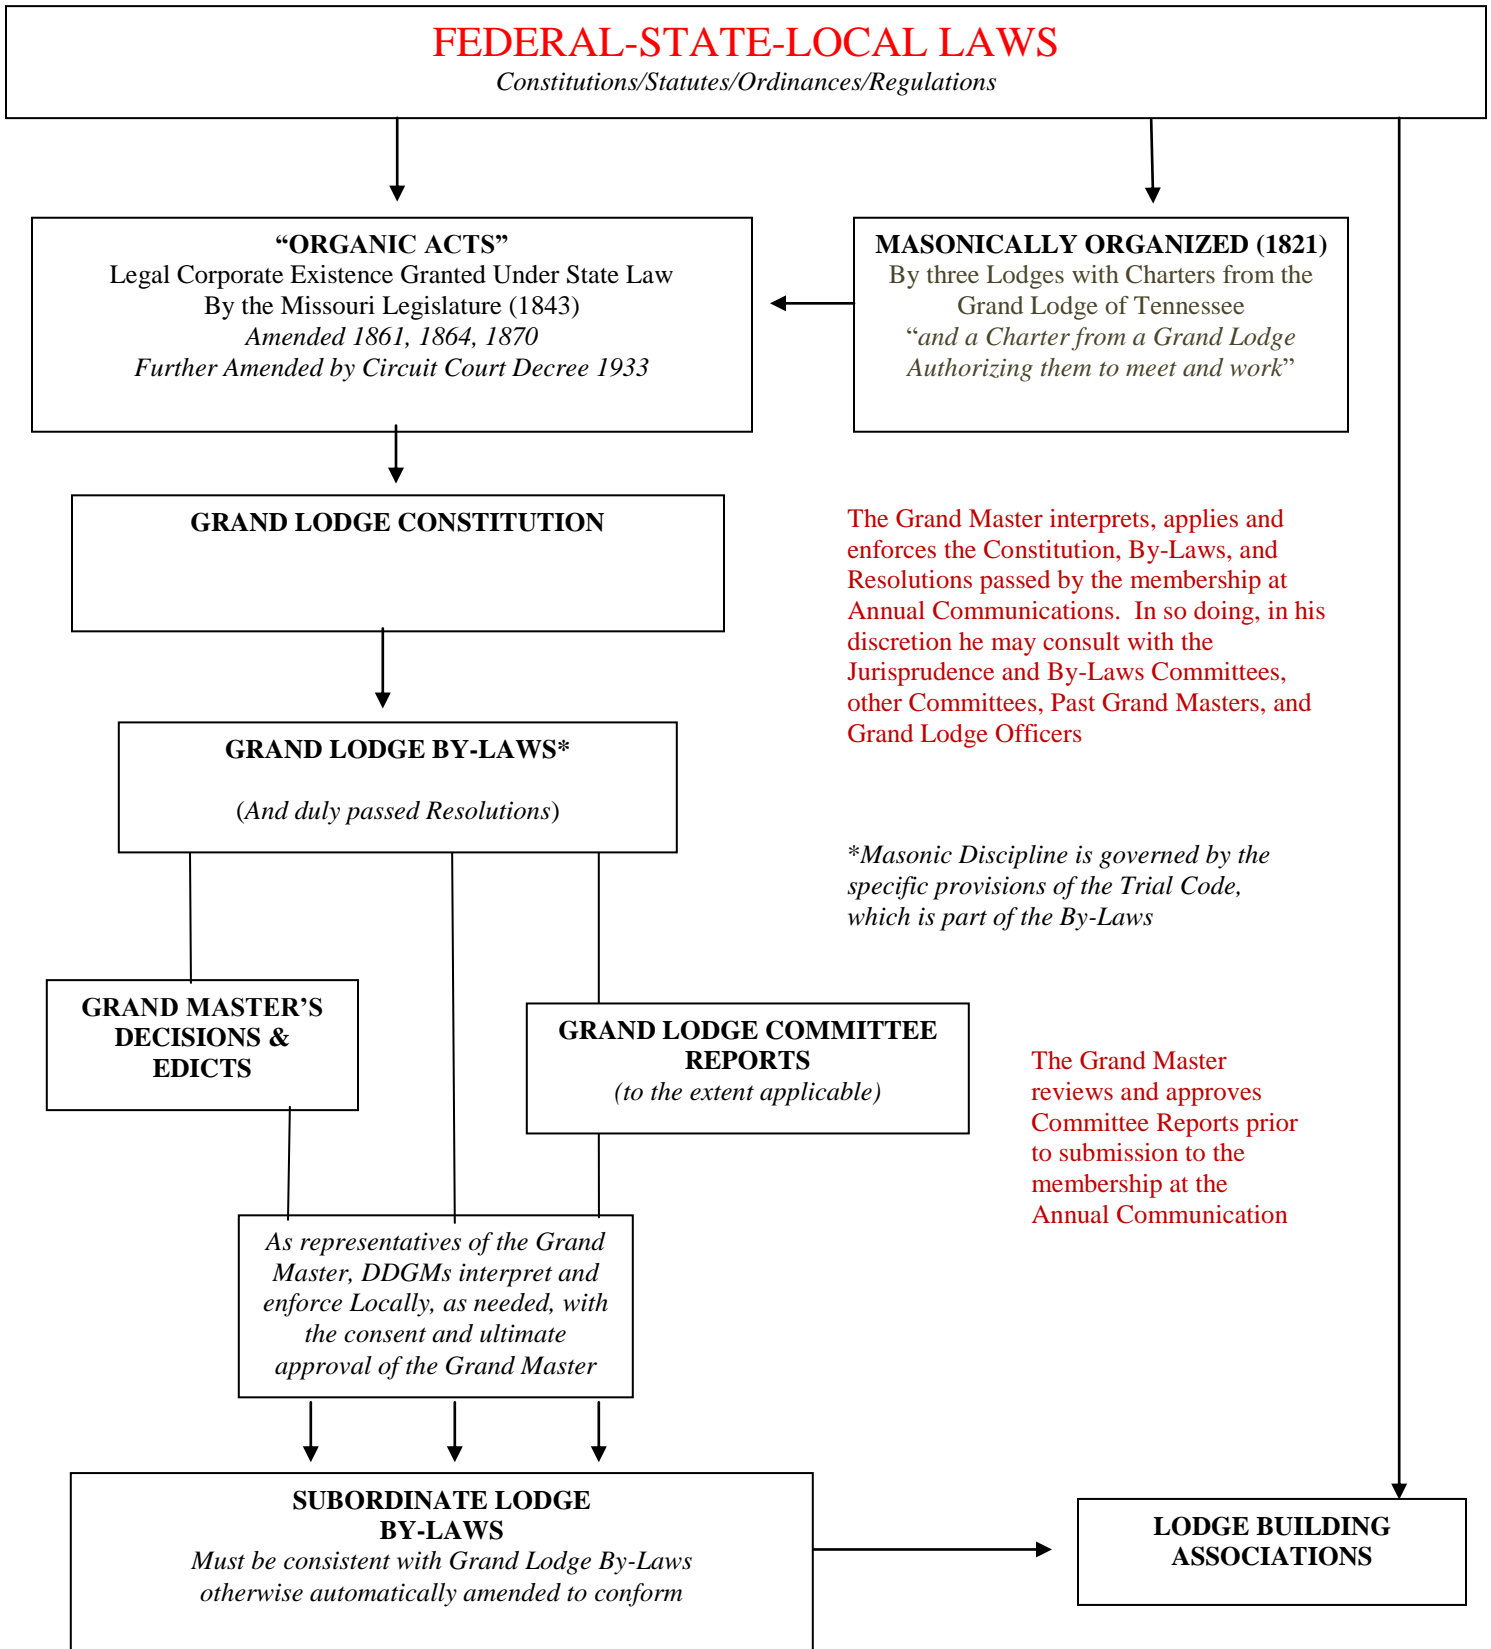 FEDERAL-STATE-LOCAL LAWS
Constitutions/Statutes/Ordinances/Regulations
“ORGANIC ACTS”
Legal Corporate Existence Granted Under State Law
By the Missouri Legislature (1843)
Amended 1861, 1864, 1870
Further Amended by Circuit Court Decree 1933
MASONICALLY ORGANIZED (1821)
By three Lodges with Charters from the
Grand Lodge of Tennessee
“and a Charter from a Grand Lodge
Authorizing them to meet and work”
GRAND LODGE CONSTITUTION
The Grand Master interprets, applies and
enforces the Constitution, By-Laws, and
Resolutions passed by the membership at
Annual Communications.  In so doing, in his
discretion he may consult with the
Jurisprudence and By-Laws Committees,
other Committees, Past Grand Masters, and
Grand Lodge Officers
GRAND LODGE BY-LAWS*
(And duly passed Resolutions)
*Masonic Discipline is governed by the
specific provisions of the Trial Code,
which is part of the By-Laws
GRAND MASTER’S
DECISIONS &
EDICTS
GRAND LODGE COMMITTEE
REPORTS
(to the extent applicable)
The Grand Master
reviews and approves
Committee Reports prior
to submission to the
membership at the
Annual Communication
As representatives of the Grand
Master, DDGMs interpret and
enforce Locally, as needed, with
the consent and ultimate
approval of the Grand Master
SUBORDINATE LODGE
BY-LAWS
Must be consistent with Grand Lodge By-Laws
otherwise automatically amended to conform
LODGE BUILDING
ASSOCIATIONS